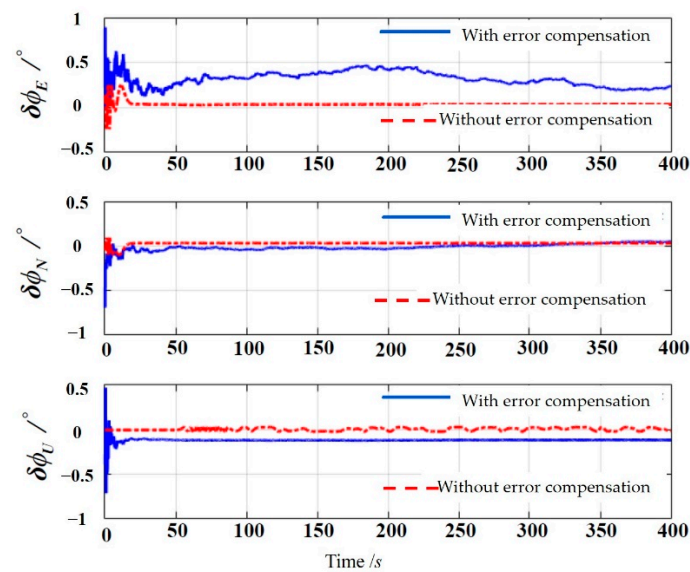 1
With error compensation
0.5
δϕE /°
0
Without error compensation
−0.5
0 50 100 150 200 250 300 350 400
0.5
With error compensation
0
δϕN /°
−0.5
Without error compensation
−1
0 50 100 150 200 250 300 350 400
0.5
With error compensation
0
δϕU /°
−0.5
Without error compensation
−1
0 50 100 150 200 250 300 350 400
Time /s